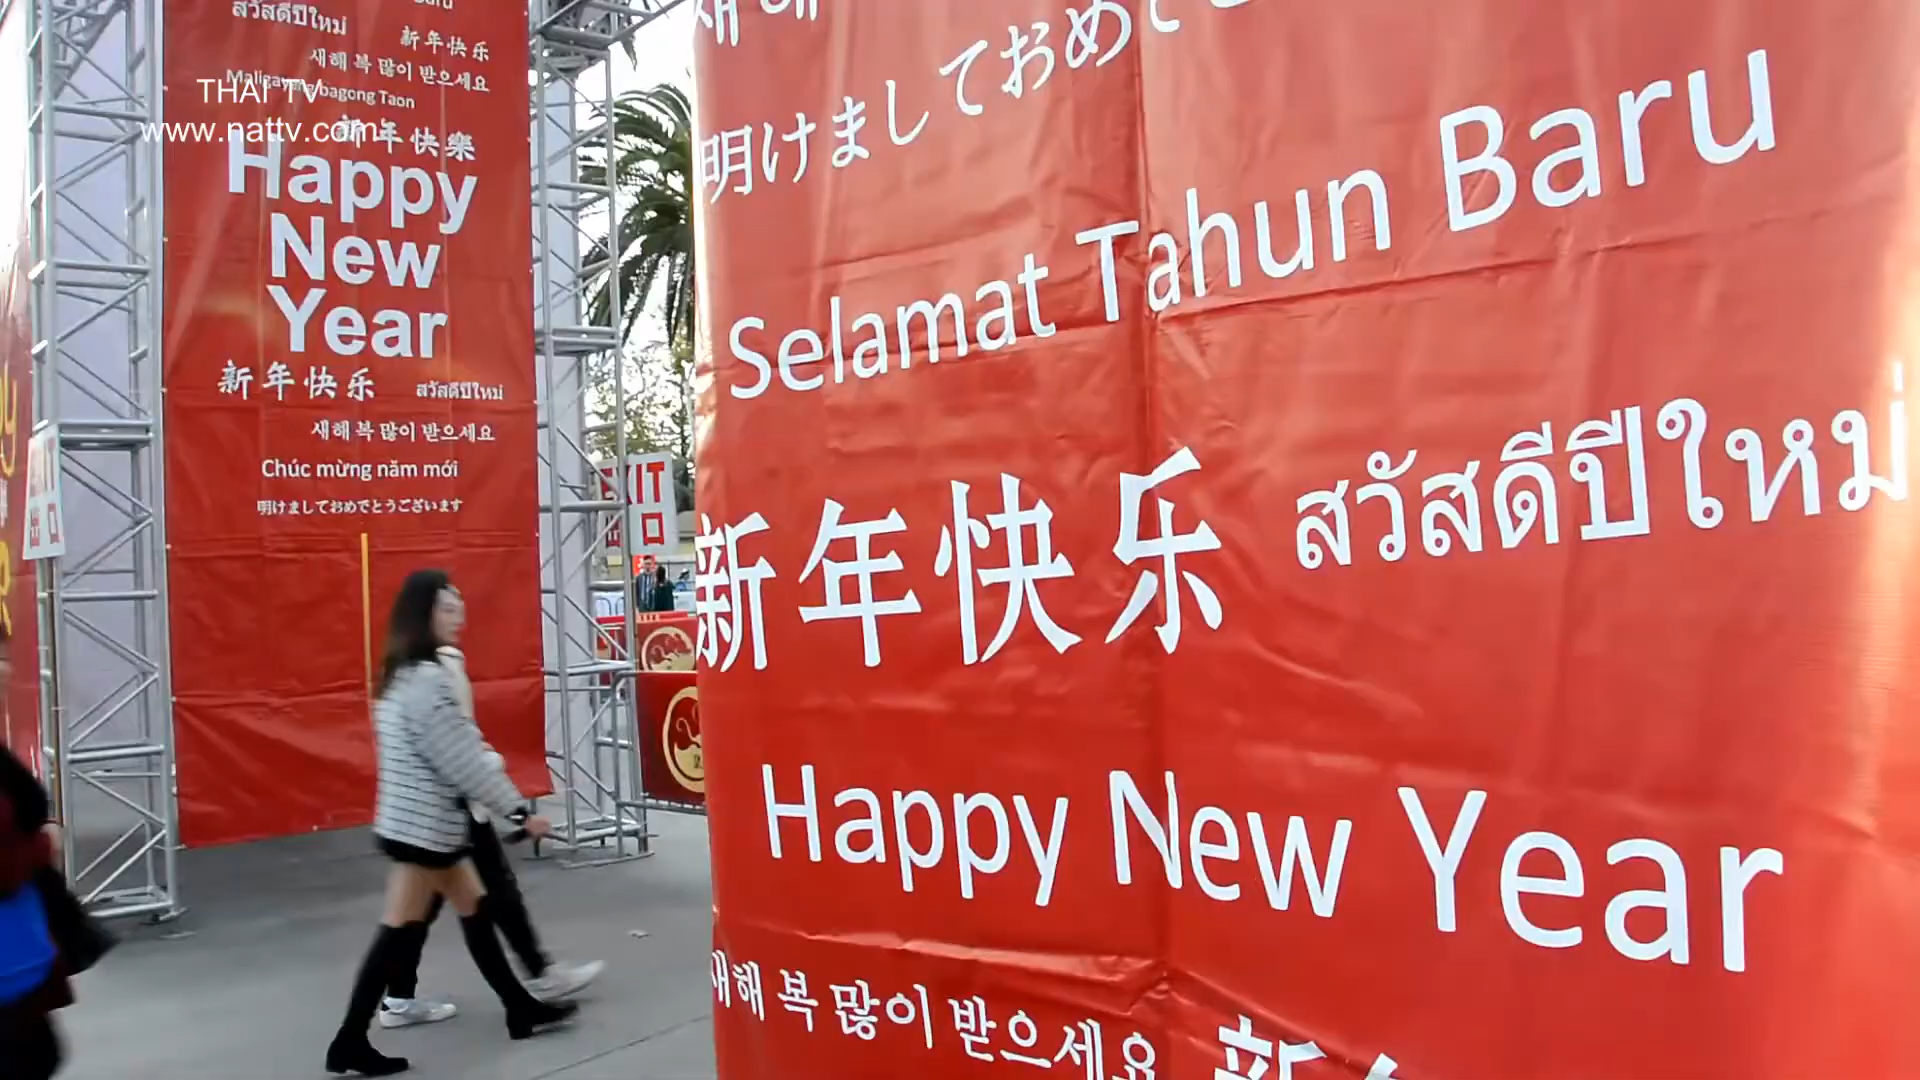 Baru
สวัสดีปีใหม่
新年快乐
새해 복 많이 받으세요
Maligayang bagong Taon
THAI TV
www.nattv.com
新年快樂
Happy
New
Year
新年快乐
สวัสดีปีใหม่
새해 복 많이 받으세요
Chúc mừng năm mới
明けましておめでとうございます
EXIT
새해
明けましておめでと
Selamat Tahun Baru
新年快乐
สวัสดีปีใหม่
Happy New Year
새해 복 많이 받으세요
新